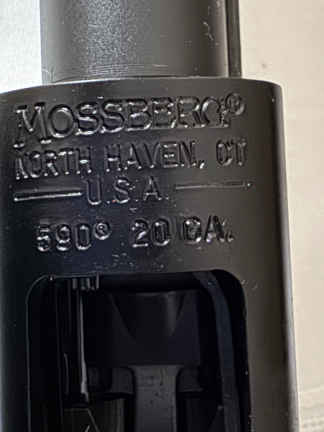 MOSSBERG®
NORTH HAVEN, CT
U.S.A.
590® 20 GA.